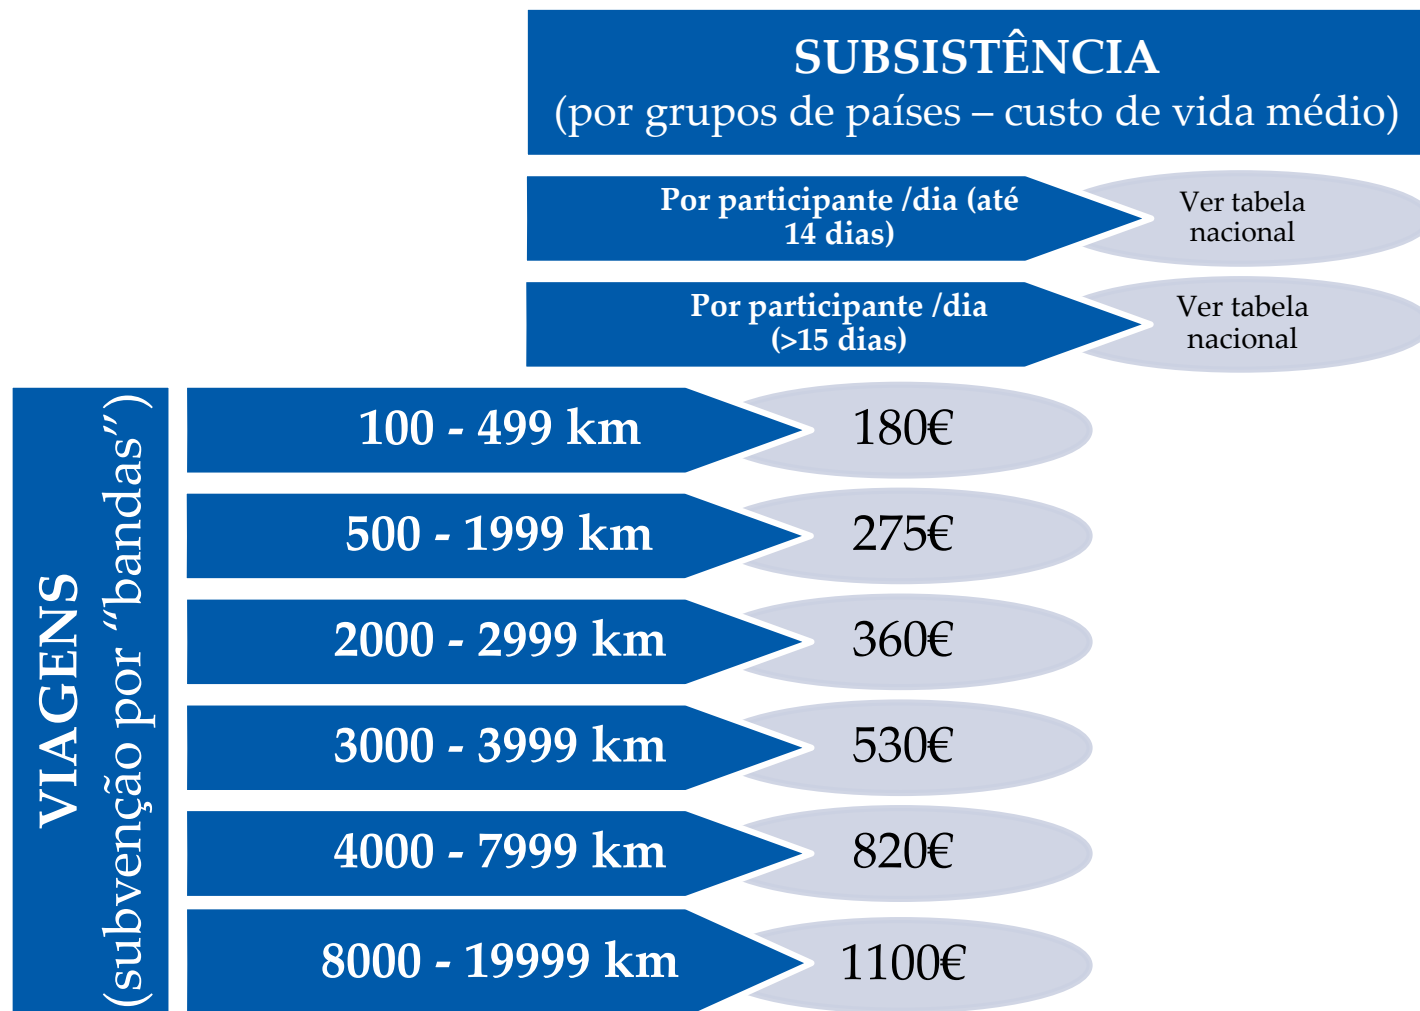 SUBSISTÊNCIA
(por grupos de países – custo de vida médio)
Por participante /dia (até
14 dias)
Ver tabela
nacional
Por participante /dia
(>15 dias)
Ver tabela
nacional
VIAGENS
(subvenção por “bandas”)
100 - 499 km
180€
500 - 1999 km
275€
2000 - 2999 km
360€
3000 - 3999 km
530€
4000 - 7999 km
820€
8000 - 19999 km
1100€